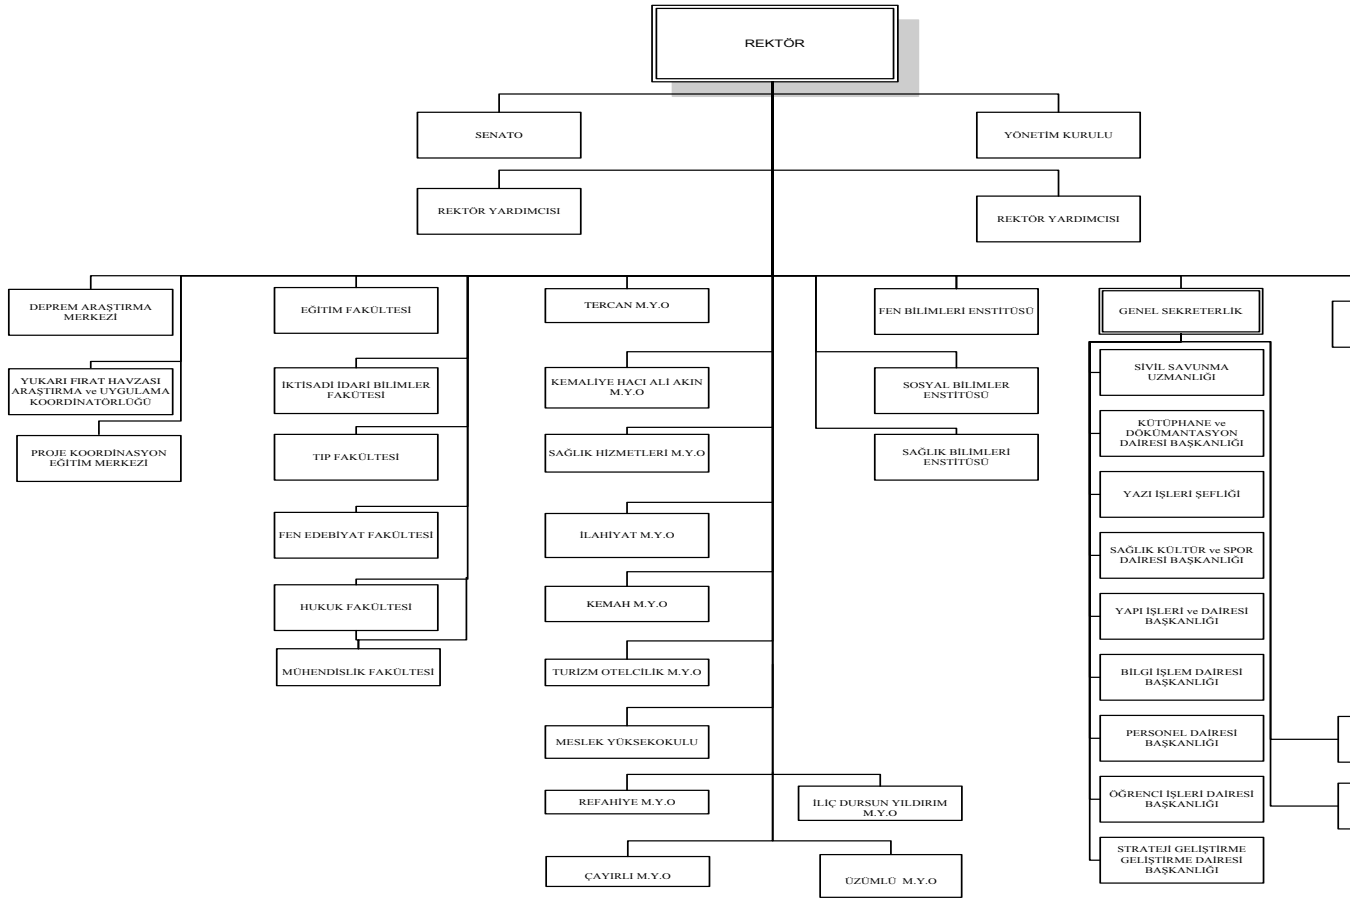 REKTÖR
SENATO
YÖNETİM KURULU
REKTÖR YARDIMCISI
REKTÖR YARDIMCISI
DEPREM ARAŞTIRMA
MERKEZİ
YUKARI FIRAT HAVZASI
ARAŞTIRMA ve UYGULAMA
KOORDİNATÖRLÜĞÜ
PROJE KOORDİNASYON
EĞİTİM MERKEZİ
EĞİTİM FAKÜLTESİ
İKTİSADİ İDARİ BİLİMLER
FAKÜTESİ
TIP FAKÜLTESİ
FEN EDEBİYAT FAKÜLTESİ
HUKUK FAKÜLTESİ
MÜHENDİSLİK FAKÜLTESİ
TERCAN M.Y.O
KEMALİYE HACI ALİ AKIN
M.Y.O
SAĞLIK HİZMETLERİ M.Y.O
İLAHİYAT M.Y.O
KEMAH M.Y.O
TURİZM OTELCİLİK M.Y.O
MESLEK YÜKSEKOKULU
REFAHİYE M.Y.O
İLİÇ DURSUN YILDIRIM
M.Y.O
ÇAYIRLI M.Y.O
ÜZÜMLÜ M.Y.O
FEN BİLİMLERİ ENSTİTÜSÜ
SOSYAL BİLİMLER
ENSTİTÜSÜ
SAĞLIK BİLİMLERİ
ENSTİTÜSÜ
GENEL SEKRETERLİK
SİVİL SAVUNMA
UZMANLIĞI
KÜTÜPHANE ve
DÖKÜMANTASYON
DAİRESİ BAŞKANLIĞI
YAZI İŞLERİ ŞEFLİĞİ
SAĞLIK KÜLTÜR ve SPOR
DAİRESİ BAŞKANLIĞI
YAPI İŞLERİ ve DAİRESİ
BAŞKANLIĞI
BİLGİ İŞLEM DAİRESİ
BAŞKANLIĞI
PERSONEL DAİRESİ
BAŞKANLIĞI
ÖĞRENCİ İŞLERİ DAİRESİ
BAŞKANLIĞI
STRATEJİ GELİŞTİRME
GELİŞTİRME DAİRESİ
BAŞKANLIĞI